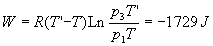 W = R(T'−T)Ln p₃T'/p₁T = −1729 J